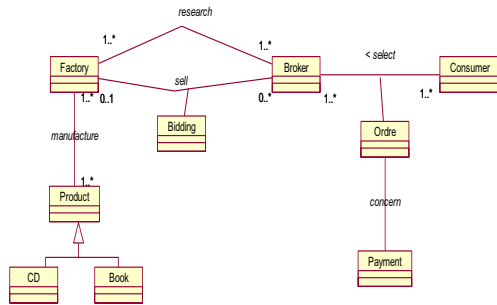 research
1..*
1..*
< select
Factory
Broker
Consumer
sell
1..*
0..1
0..*
1..*
1..*
Bidding
Ordre
manufacture
1..*
concern
Product
CD
Book
Payment